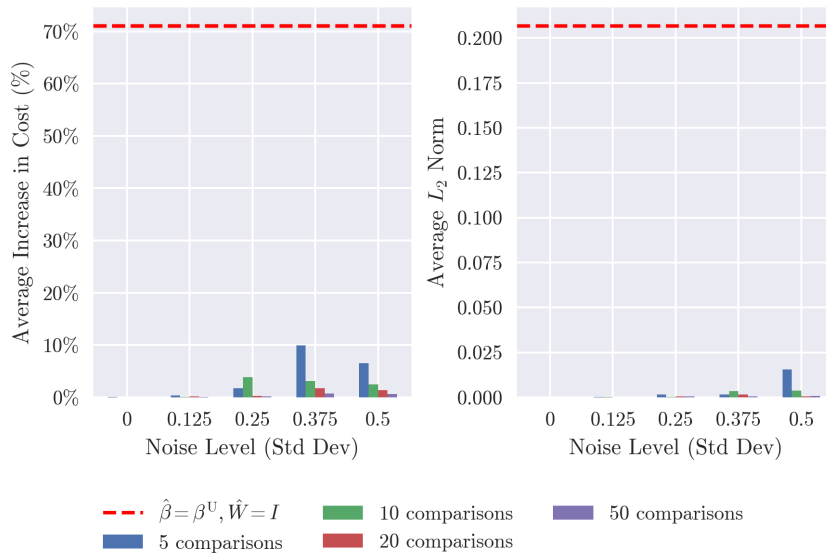 70%
60%
50%
40%
30%
20%
10%
0%
Average Increase in Cost (%)
0 0.125 0.25 0.375 0.5
Noise Level (Std Dev)
0.200
0.175
0.150
0.125
0.100
0.075
0.050
0.025
0.000
Average L₂ Norm
0 0.125 0.25 0.375 0.5
Noise Level (Std Dev)
β̂ = βᵁ, Ŵ = I
5 comparisons
10 comparisons
20 comparisons
50 comparisons